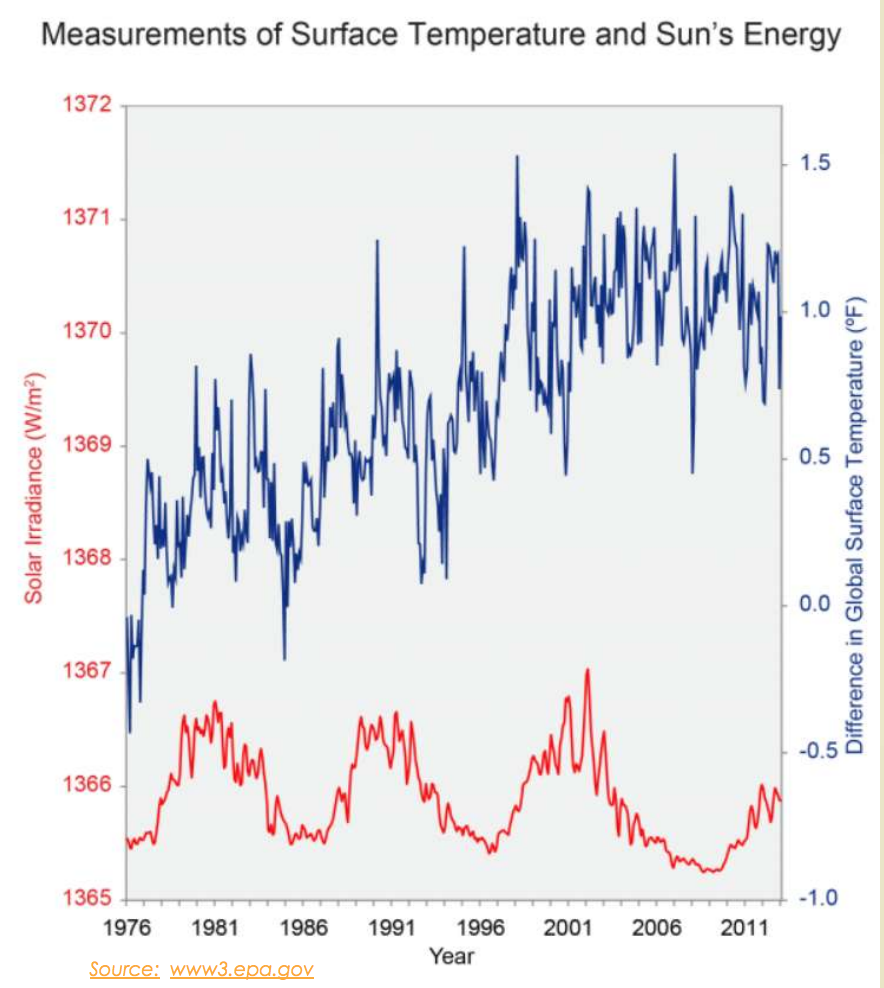 Measurements of Surface Temperature and Sun's Energy
1372
1371
1370
1369
1368
1367
1366
1365
Solar Irradiance (W/m²)
1.5
1.0
0.5
0.0
-0.5
-1.0
Difference in Global Surface Temperature (°F)
1976 1981 1986 1991 1996 2001 2006 2011
Year
Source: www3.epa.gov